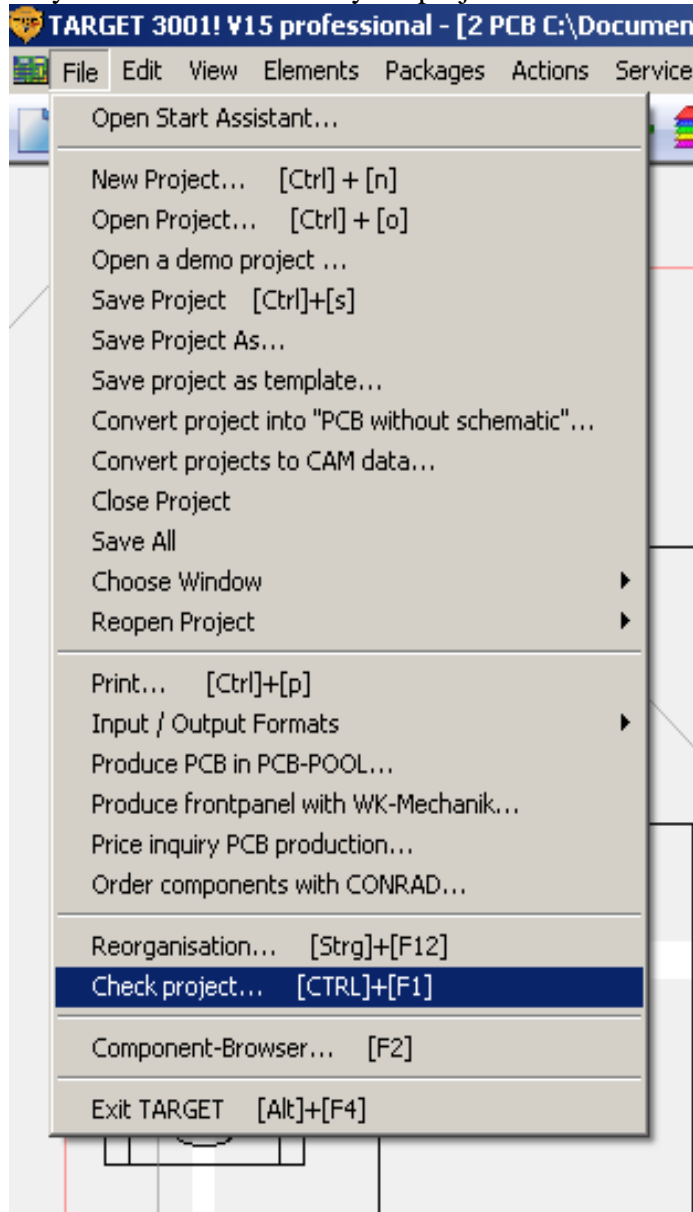 TARGET 3001! V15 professional - [2 PCB C:\Documen
File Edit View Elements Packages Actions Service
Open Start Assistant...
New Project... [Ctrl] + [n]
Open Project... [Ctrl] + [o]
Open a demo project ...
Save Project [Ctrl]+[s]
Save Project As...
Save project as template...
Convert project into "PCB without schematic"...
Convert projects to CAM data...
Close Project
Save All
Choose Window
Reopen Project
Print... [Ctrl]+[p]
Input / Output Formats
Produce PCB in PCB-POOL...
Produce frontpanel with WK-Mechanik...
Price inquiry PCB production...
Order components with CONRAD...
Reorganisation... [Strg]+[F12]
Check project... [CTRL]+[F1]
Component-Browser... [F2]
Exit TARGET [Alt]+[F4]